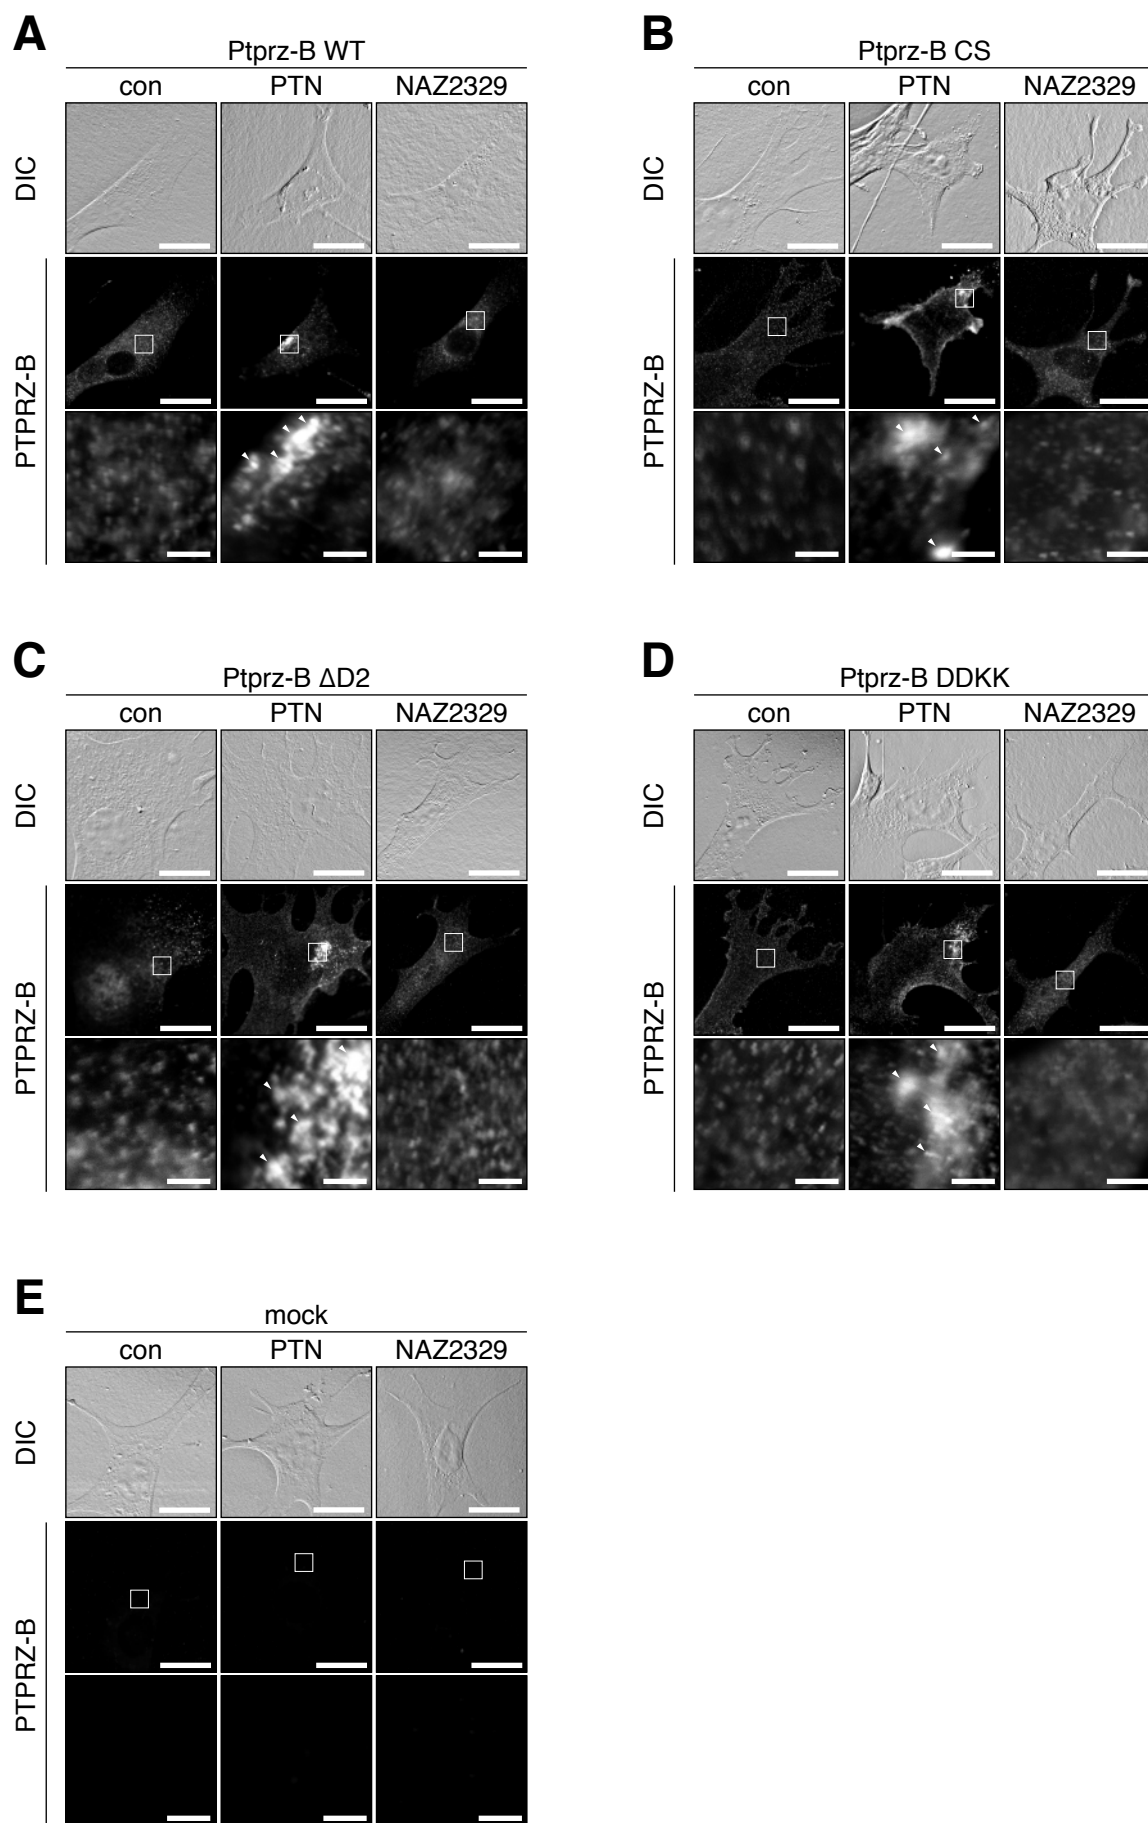 A
Ptprz-B WT
con PTN NAZ2329
DIC
PTPRZ-B
B
Ptprz-B CS
con PTN NAZ2329
DIC
PTPRZ-B
C
Ptprz-B ΔD2
con PTN NAZ2329
DIC
PTPRZ-B
D
Ptprz-B DDKK
con PTN NAZ2329
DIC
PTPRZ-B
E
mock
con PTN NAZ2329
DIC
PTPRZ-B